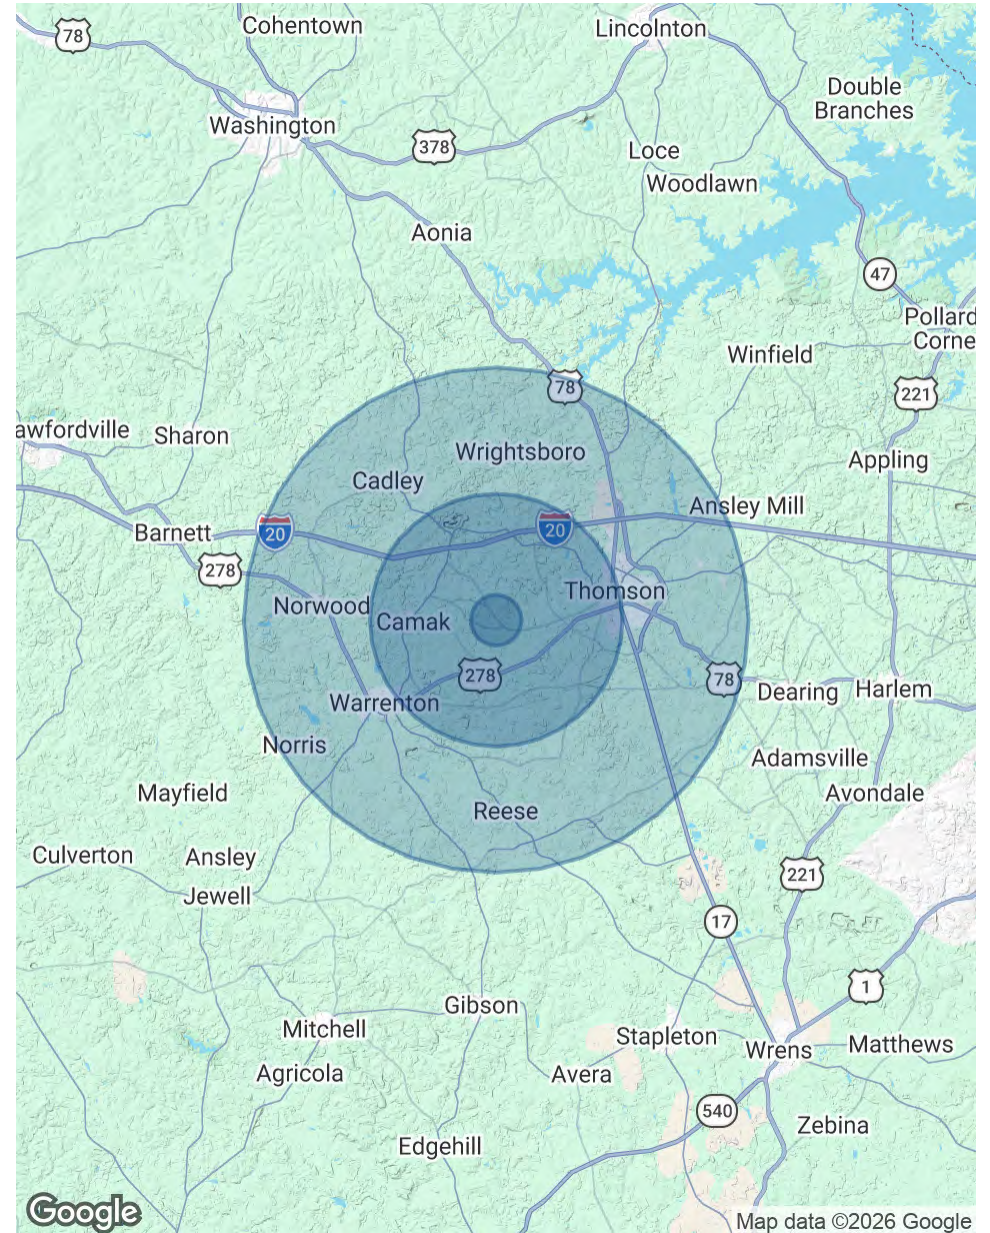 Cohentown
Lincolnton
78
Double
Branches
Washington
378
Loce
Woodlawn
Aonia
47
Pollard
Corne
Winfield
78
221
awfordville
Sharon
Wrightsboro
Appling
Cadley
Ansley Mill
Barnett
20
20
278
Thomson
Norwood
Camak
278
78
Dearing
Harlem
Warrenton
Norris
Adamsville
Mayfield
Avondale
Reese
Culverton
Ansley
221
Jewell
17
1
Gibson
Mitchell
Stapleton
Wrens
Matthews
Agricola
Avera
540
Zebina
Edgehill
Google
Map data ©2026 Google